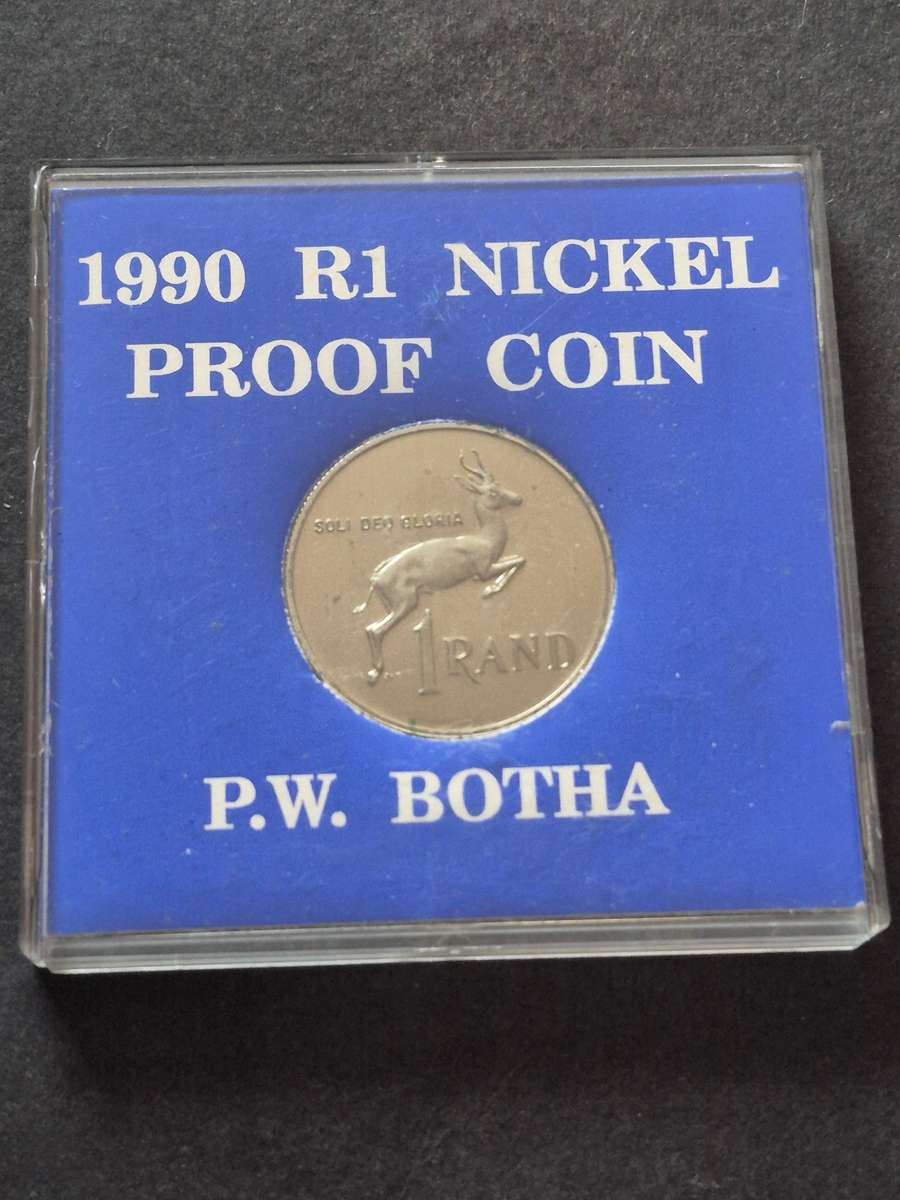 1990 R1 NICKEL
PROOF COIN
SOLI DEO GLORIA
1 RAND
P.W. BOTHA